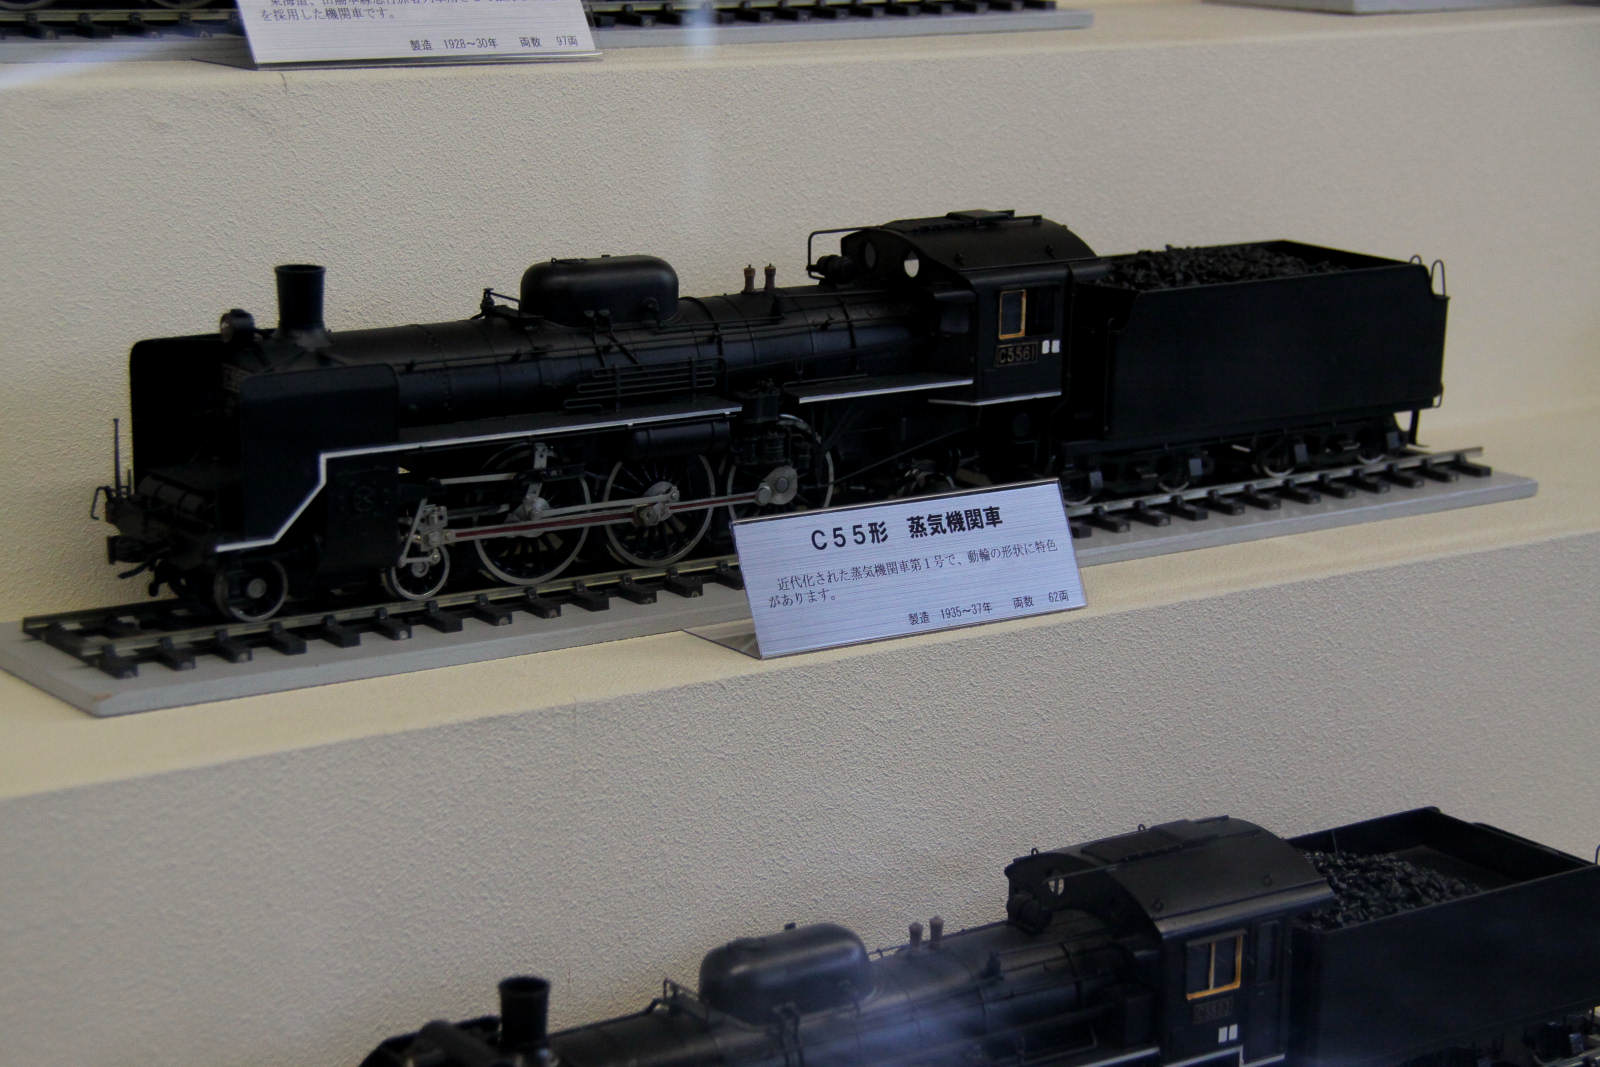 を採用した機関車です。
製造　1928～30年　両数　97両
C5561
C55形　蒸気機関車
近代化された蒸気機関車第1号で、動輪の形状に特色
があります。
製造　1935～37年　両数　62両